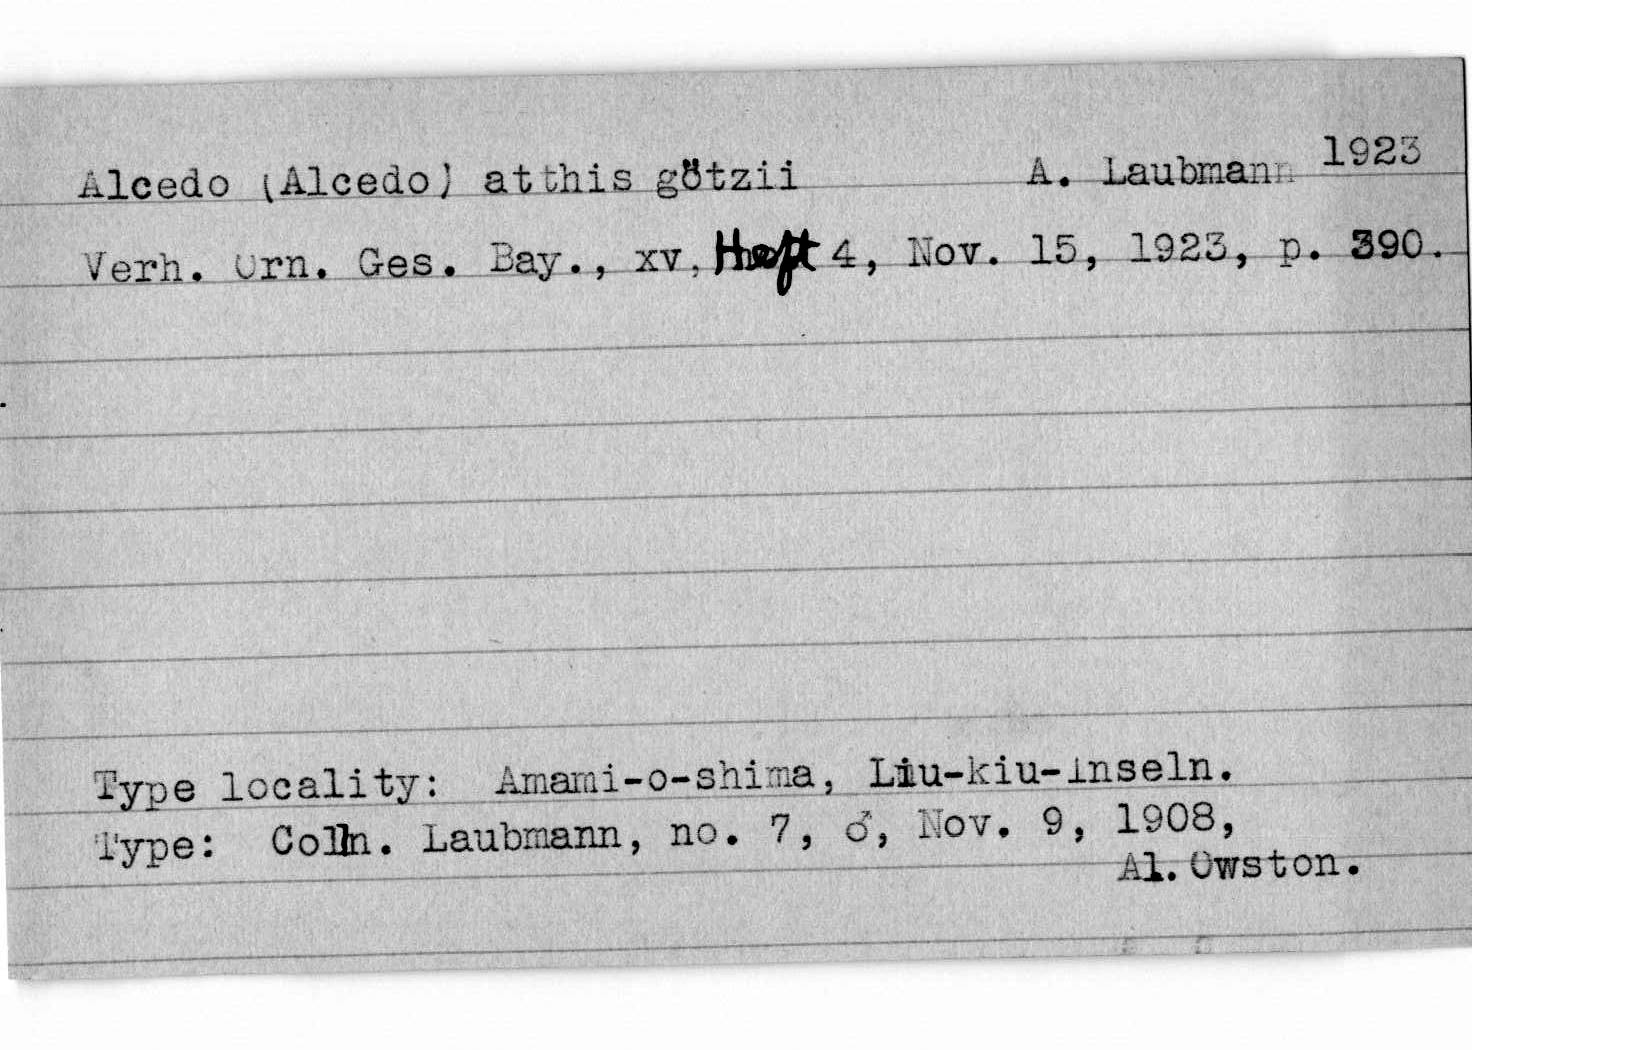 Alcedo (Alcedo) atthis götzii A. Laubmann 1923
Verh. Orn. Ges. Bay., xv, Heft 4, Nov. 15, 1923, p. 390.
Type locality: Amami-o-shima, Liu-kiu-Inseln.
Type: Colln. Laubmann, no. 7, ♂, Nov. 9, 1908,
Al. Owston.